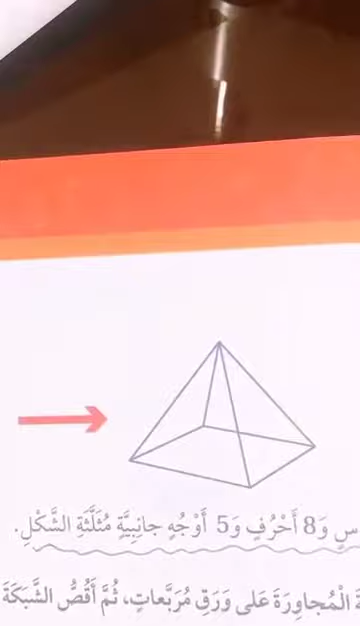 وَ8 أَحْرُفٍ وَ5 أَوْجُهٍ جانِبِيَّةٍ مُثَلَّثَةِ الشَّكْلِ.
الْمُجاوِرَةَ عَلى وَرَقِ مُرَبَّعاتٍ، ثُمَّ أَقُصُّ الشَّبَكَةَ